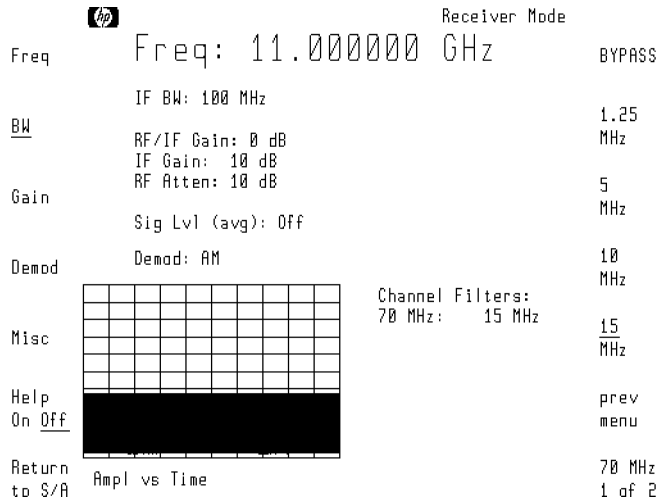 hp
Receiver Mode
Freq: 11.000000 GHz
Freq
BW
Gain
Demod
Misc
Help
On Off
Return
to S/A
IF BW: 100 MHz
RF/IF Gain: 0 dB
IF Gain: 10 dB
RF Atten: 10 dB
Sig Lvl (avg): Off
Demod: AM
Channel Filters:
70 MHz: 15 MHz
Ampl vs Time
BYPASS
1.25
MHz
5
MHz
10
MHz
15
MHz
prev
menu
70 MHz
1 of 2